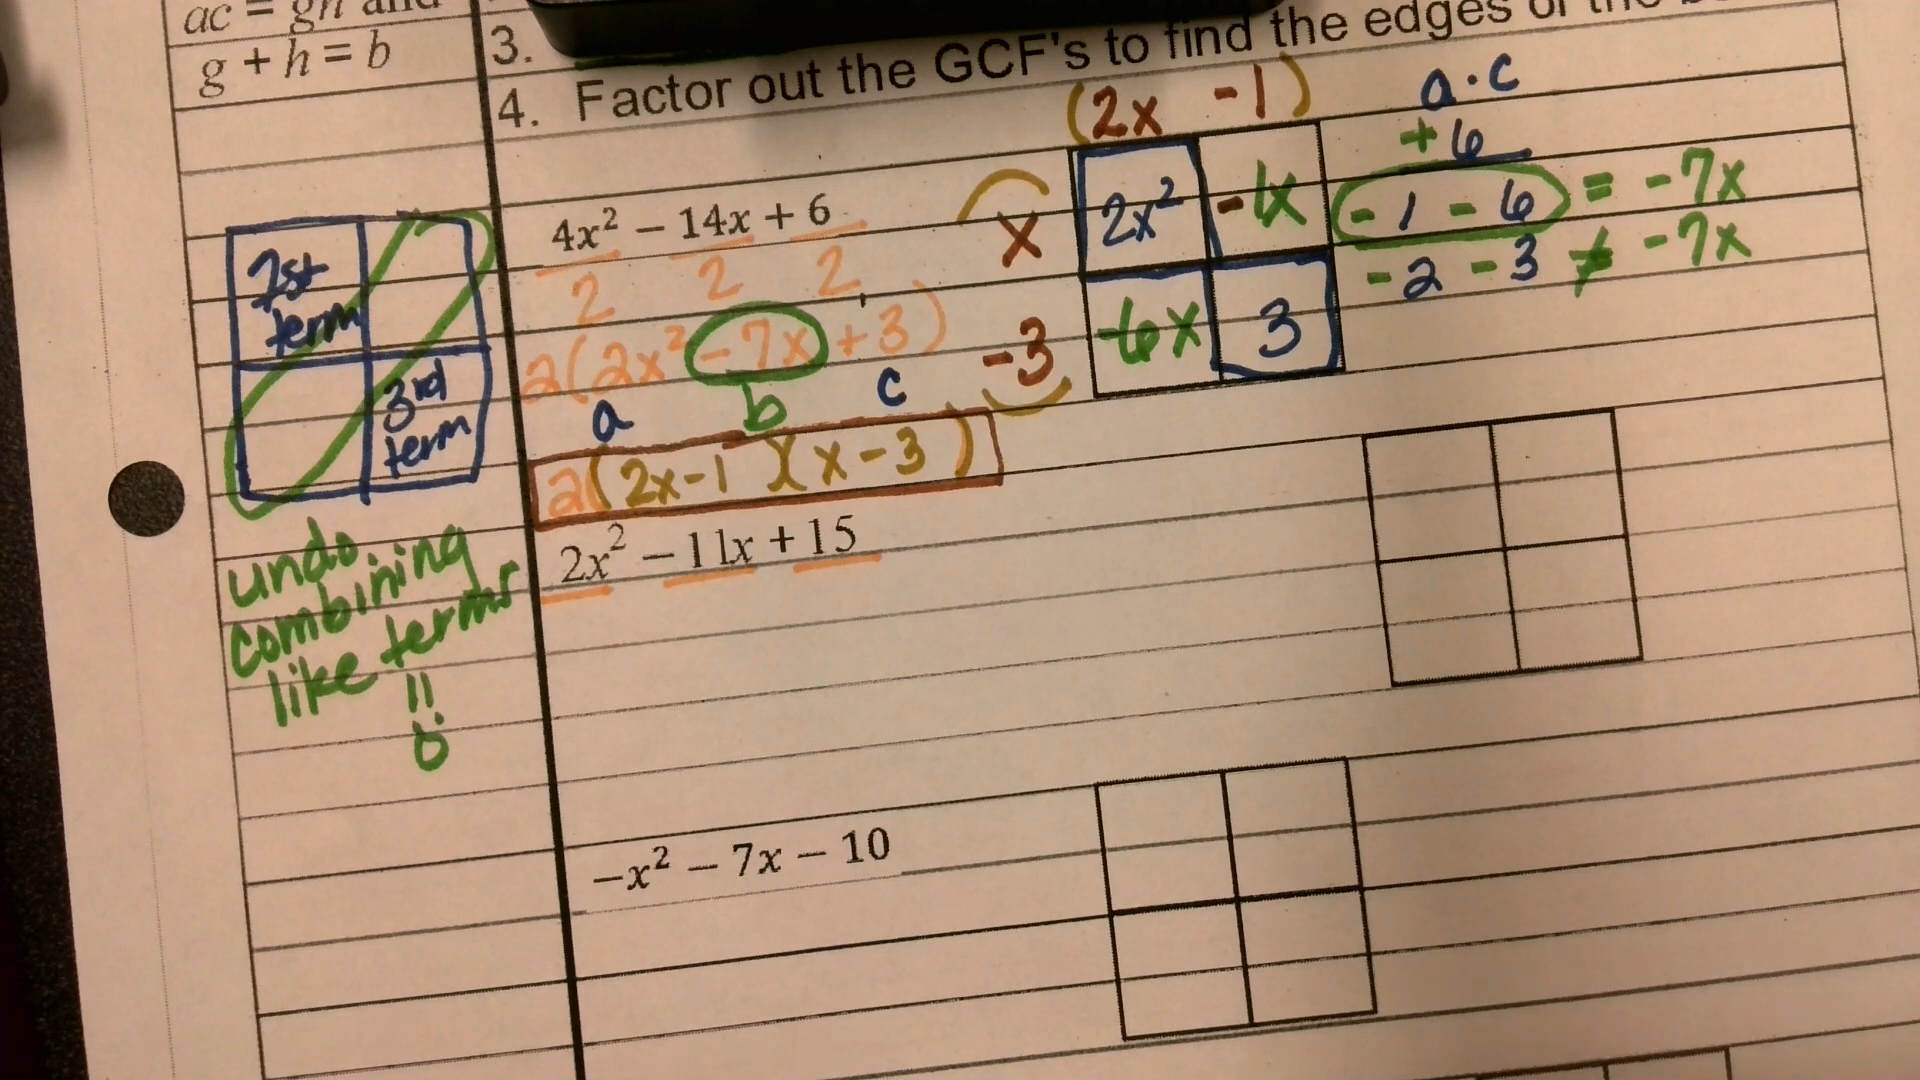 ac = gh and
g + h = b
3.
4. Factor out the GCF's to find the edges of the
(2x -1)
a·c
+6
4x² − 14x + 6
2 2 2
x
2x² -1x
-1 -6 = -7x
-2 -3 ≠ -7x
2(2x² - 7x + 3)
a b c
-3
-6x 3
2(2x-1)(x-3)
1st
term
3rd
term
undo
combining
like terms
2x² − 11x + 15
−x² − 7x − 10